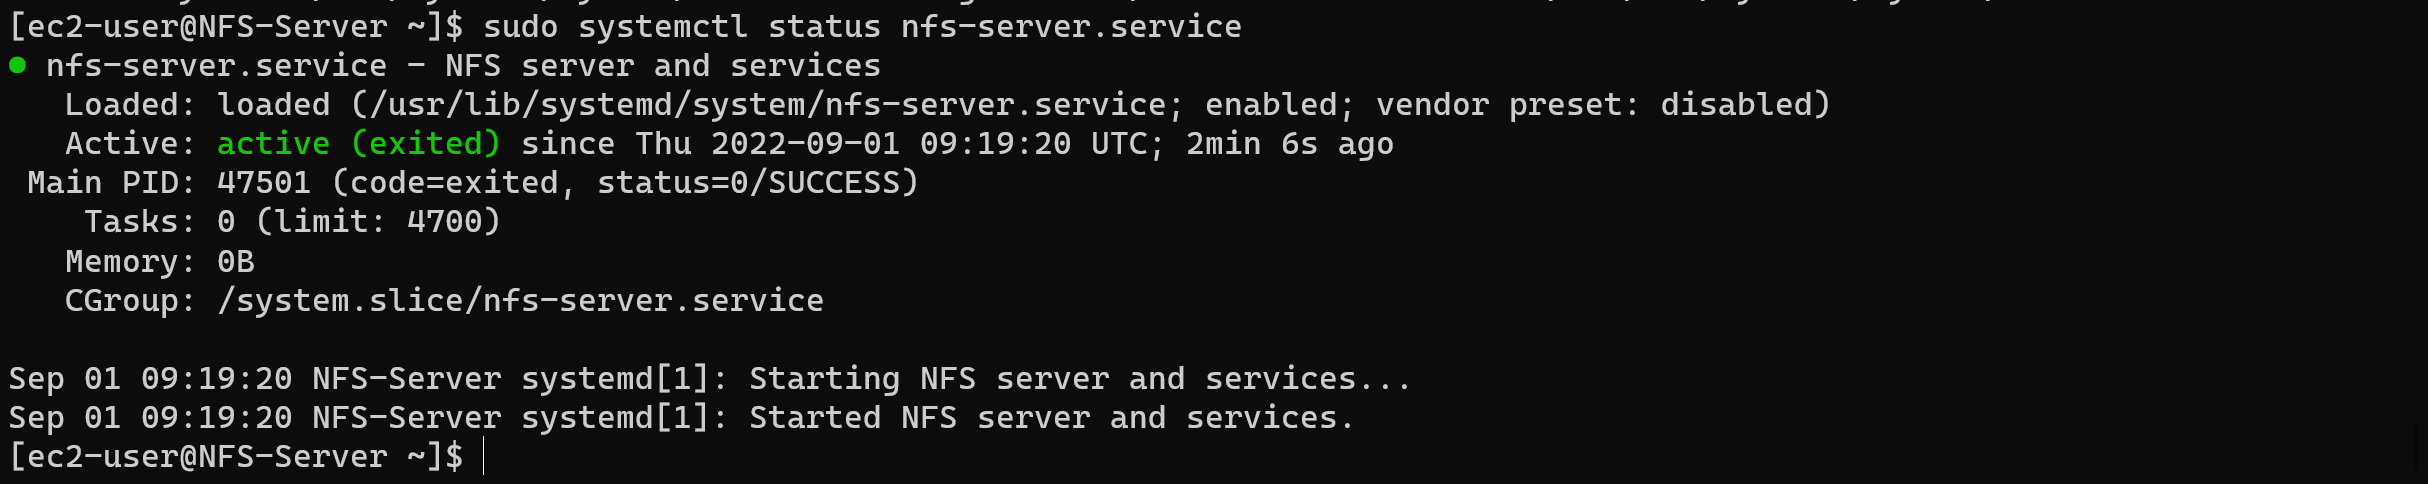 [ec2-user@NFS-Server ~]$ sudo systemctl status nfs-server.service
● nfs-server.service - NFS server and services
   Loaded: loaded (/usr/lib/systemd/system/nfs-server.service; enabled; vendor preset: disabled)
   Active: active (exited) since Thu 2022-09-01 09:19:20 UTC; 2min 6s ago
 Main PID: 47501 (code=exited, status=0/SUCCESS)
    Tasks: 0 (limit: 4700)
   Memory: 0B
   CGroup: /system.slice/nfs-server.service

Sep 01 09:19:20 NFS-Server systemd[1]: Starting NFS server and services...
Sep 01 09:19:20 NFS-Server systemd[1]: Started NFS server and services.
[ec2-user@NFS-Server ~]$